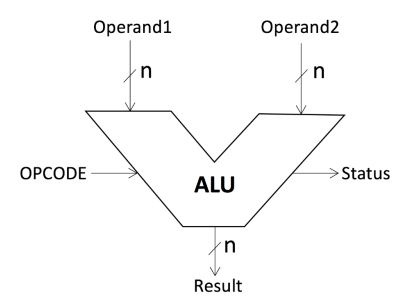 Operand1
Operand2
n
n
OPCODE
ALU
Status
n
Result